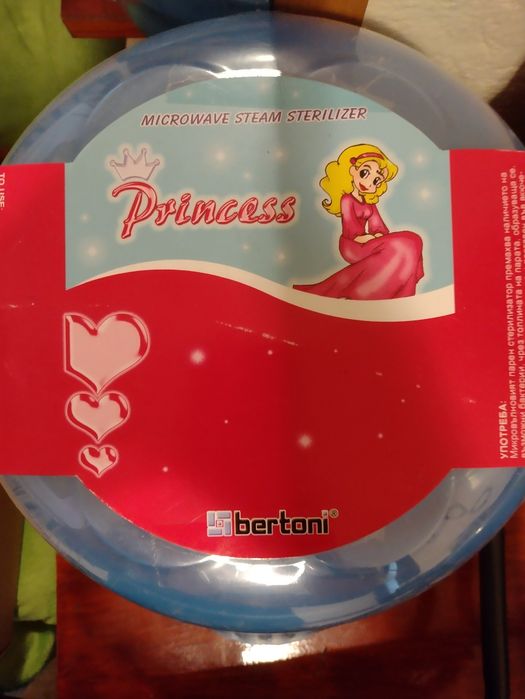 MICROWAVE STEAM STERILIZER
Princess
bertoni®
TO USE:
УПОТРЕБА:
Микровълновият парен стерилизатор премахва наличието на
възможни бактерии, чрез топлината на парата, образуваща се